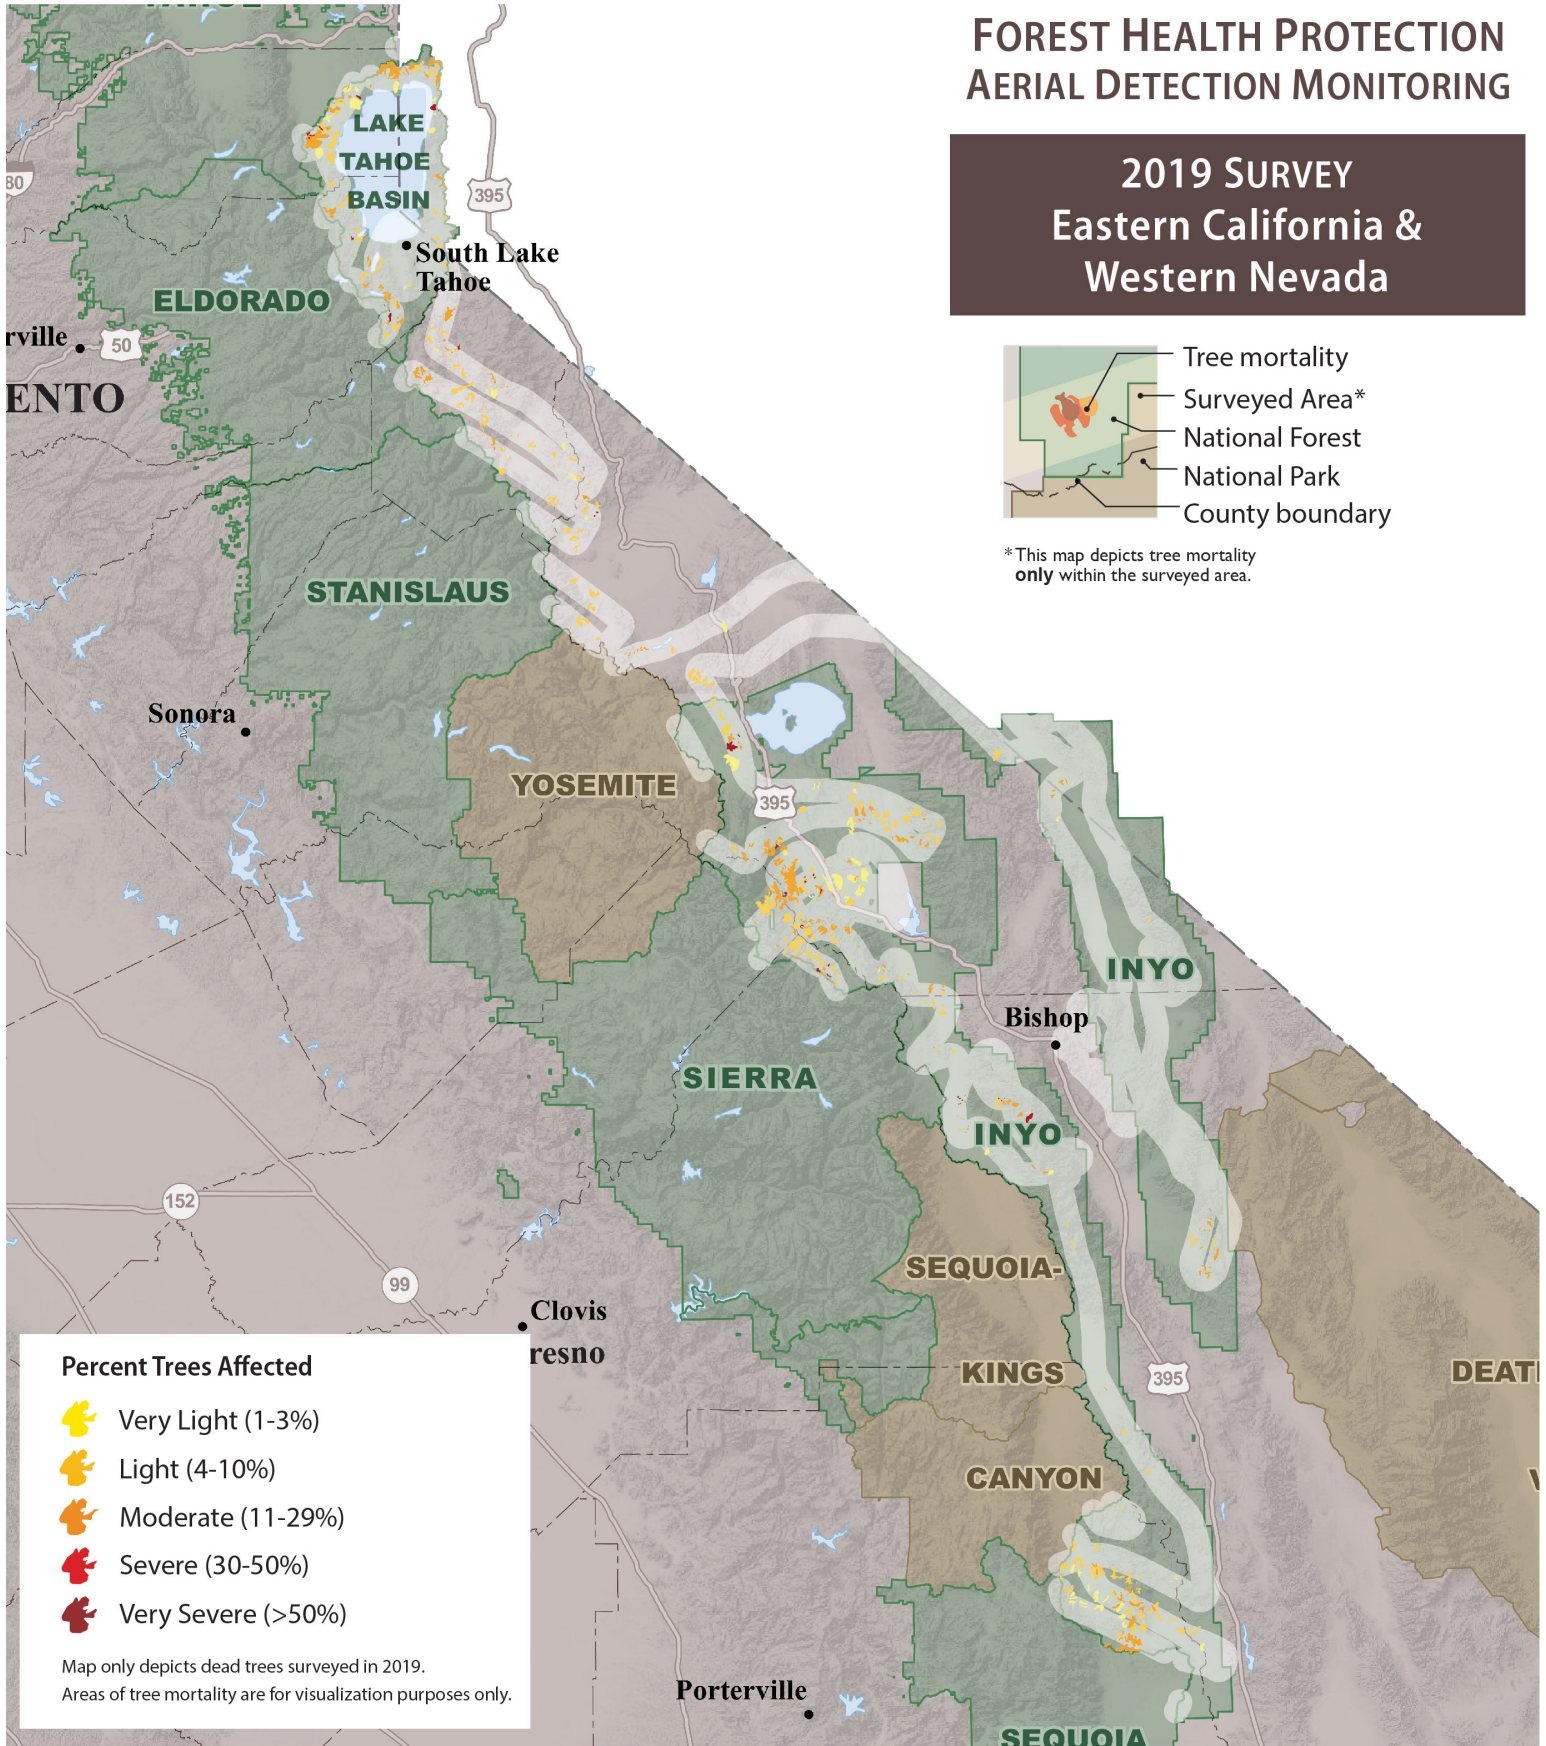 FOREST HEALTH PROTECTION
AERIAL DETECTION MONITORING
2019 SURVEY
Eastern California &
Western Nevada
Tree mortality
Surveyed Area*
National Forest
National Park
County boundary
* This map depicts tree mortality
only within the surveyed area.
LAKE
TAHOE
BASIN
80
395
South Lake
Tahoe
ELDORADO
rville
50
ENTO
STANISLAUS
Sonora
YOSEMITE
395
INYO
Bishop
SIERRA
INYO
152
99
SEQUOIA-
KINGS
CANYON
Clovis
resno
395
DEAT
Porterville
SEQUOIA
Percent Trees Affected
Very Light (1-3%)
Light (4-10%)
Moderate (11-29%)
Severe (30-50%)
Very Severe (>50%)
Map only depicts dead trees surveyed in 2019.
Areas of tree mortality are for visualization purposes only.